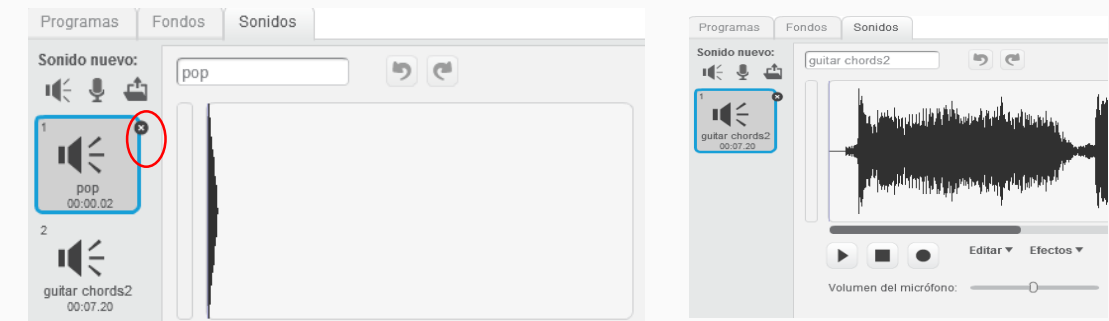 Programas Fondos Sonidos
Sonido nuevo:
pop
1
pop
00:00.02
2
guitar chords2
00:07.20
Programas Fondos Sonidos
Sonido nuevo:
guitar chords2
1
guitar chords2
00:07.20
Editar Efectos
Volumen del micrófono: